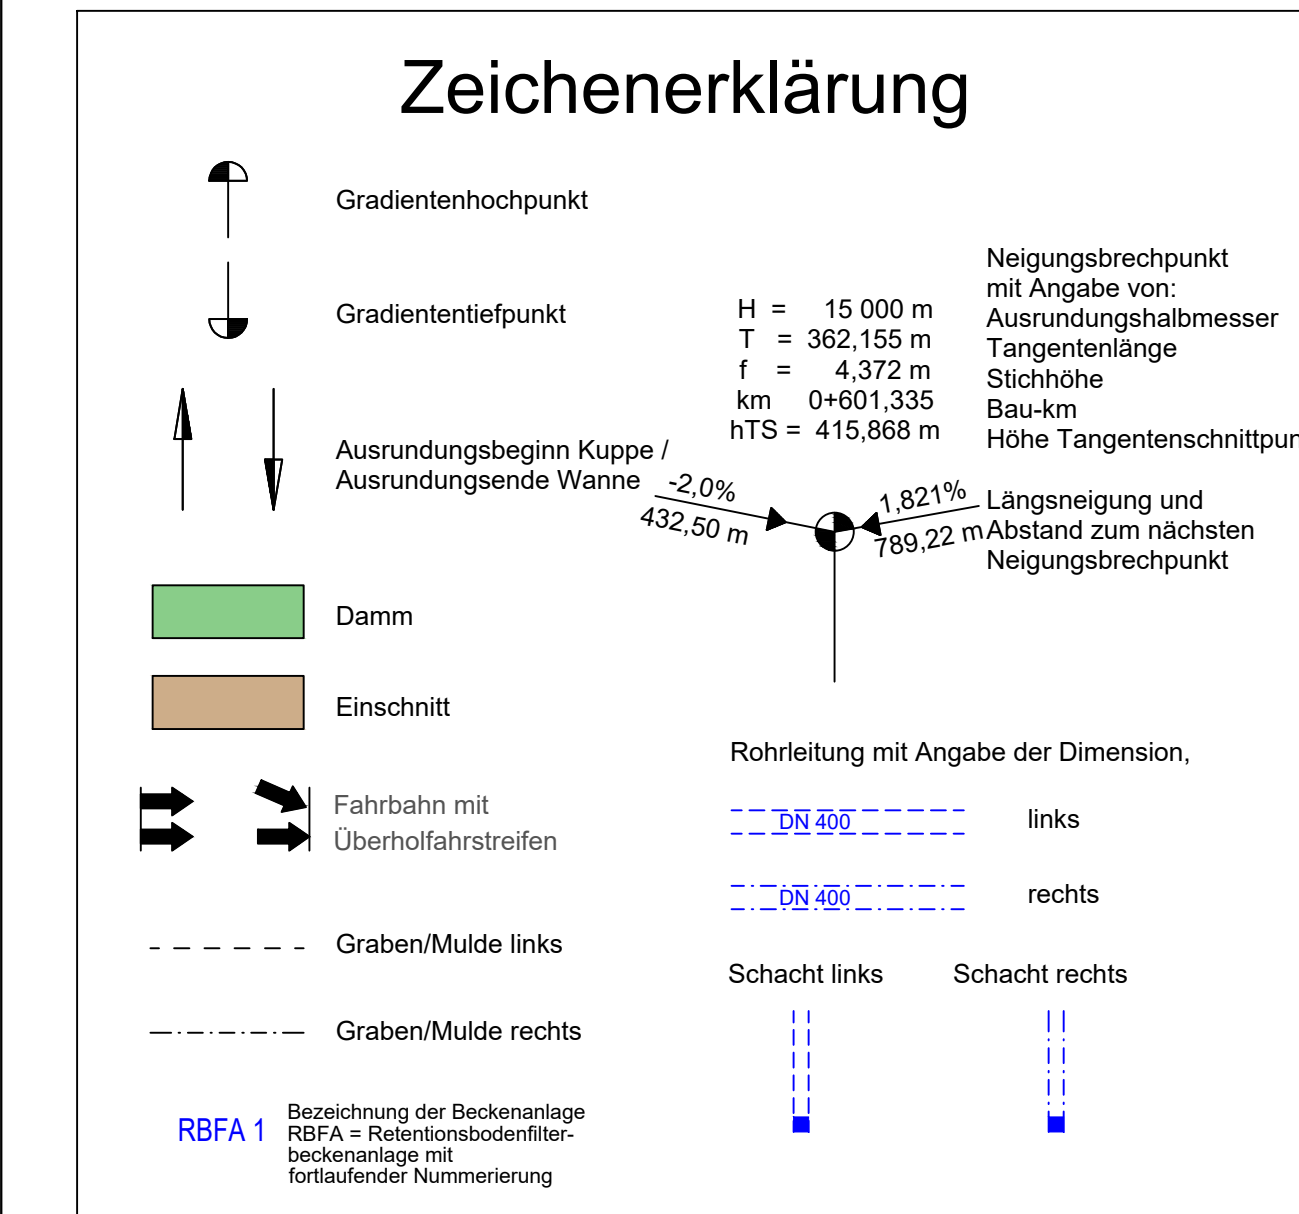 Zeichenerklärung
Gradientenhochpunkt
Gradiententiefpunkt
Ausrundungsbeginn Kuppe /
Ausrundungsende Wanne
Damm
Einschnitt
Fahrbahn mit
Überholfahrstreifen
Graben/Mulde links
Graben/Mulde rechts
RBFA 1
Bezeichnung der Beckenanlage
RBFA = Retentionsbodenfilter-
beckenanlage mit
fortlaufender Nummerierung
H = 15 000 m
T = 362,155 m
f = 4,372 m
km 0+601,335
hTS = 415,868 m
Neigungsbrechpunkt
mit Angabe von:
Ausrundungshalbmesser
Tangentenlänge
Stichhöhe
Bau-km
Höhe Tangentenschnittpun
-2,0%
432,50 m
1,821%
789,22 m
Längsneigung und
Abstand zum nächsten
Neigungsbrechpunkt
Rohrleitung mit Angabe der Dimension,
DN 400
links
DN 400
rechts
Schacht links
Schacht rechts